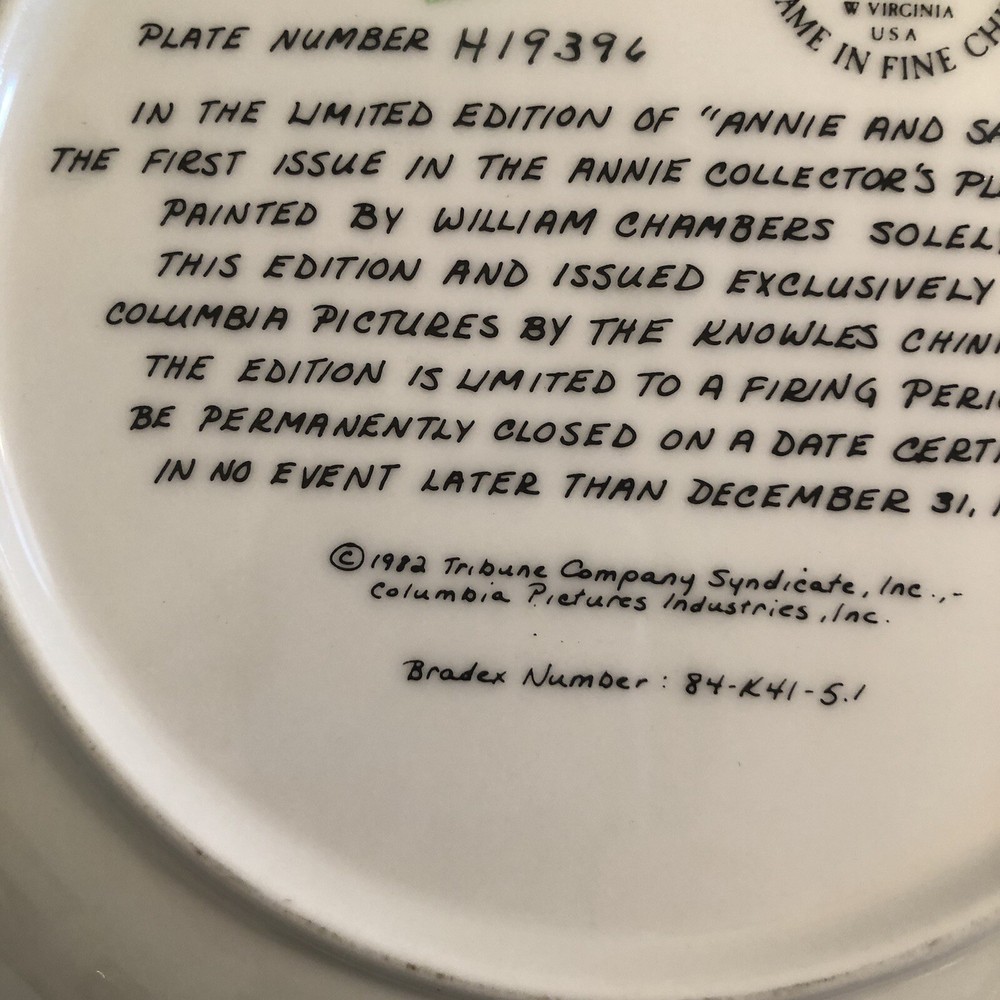 W VIRGINIA
USA
AME IN FINE CH
PLATE NUMBER H19396
IN THE LIMITED EDITION OF "ANNIE AND SA
THE FIRST ISSUE IN THE ANNIE COLLECTOR'S PL
PAINTED BY WILLIAM CHAMBERS SOLEL
THIS EDITION AND ISSUED EXCLUSIVELY
COLUMBIA PICTURES BY THE KNOWLES CHIN
THE EDITION IS LIMITED TO A FIRING PERI
BE PERMANENTLY CLOSED ON A DATE CERT
IN NO EVENT LATER THAN DECEMBER 31,
© 1982 Tribune Company Syndicate, Inc.,-
Columbia Pictures Industries, Inc.
Bradex Number: 84-K41-5.1